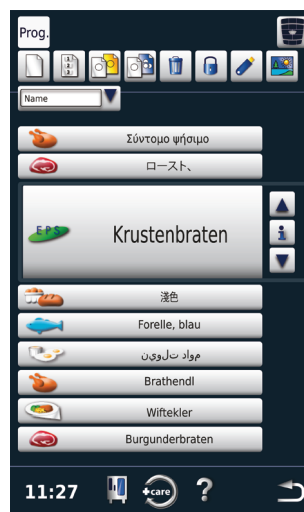 Prog.
Name
Σύντομο ψήσιμο
ロースト、
EPS
Krustenbraten
i
淺色
Forelle, blau
مواد تلوين
Brathendl
Wiftekler
Burgunderbraten
11:27
+care
?